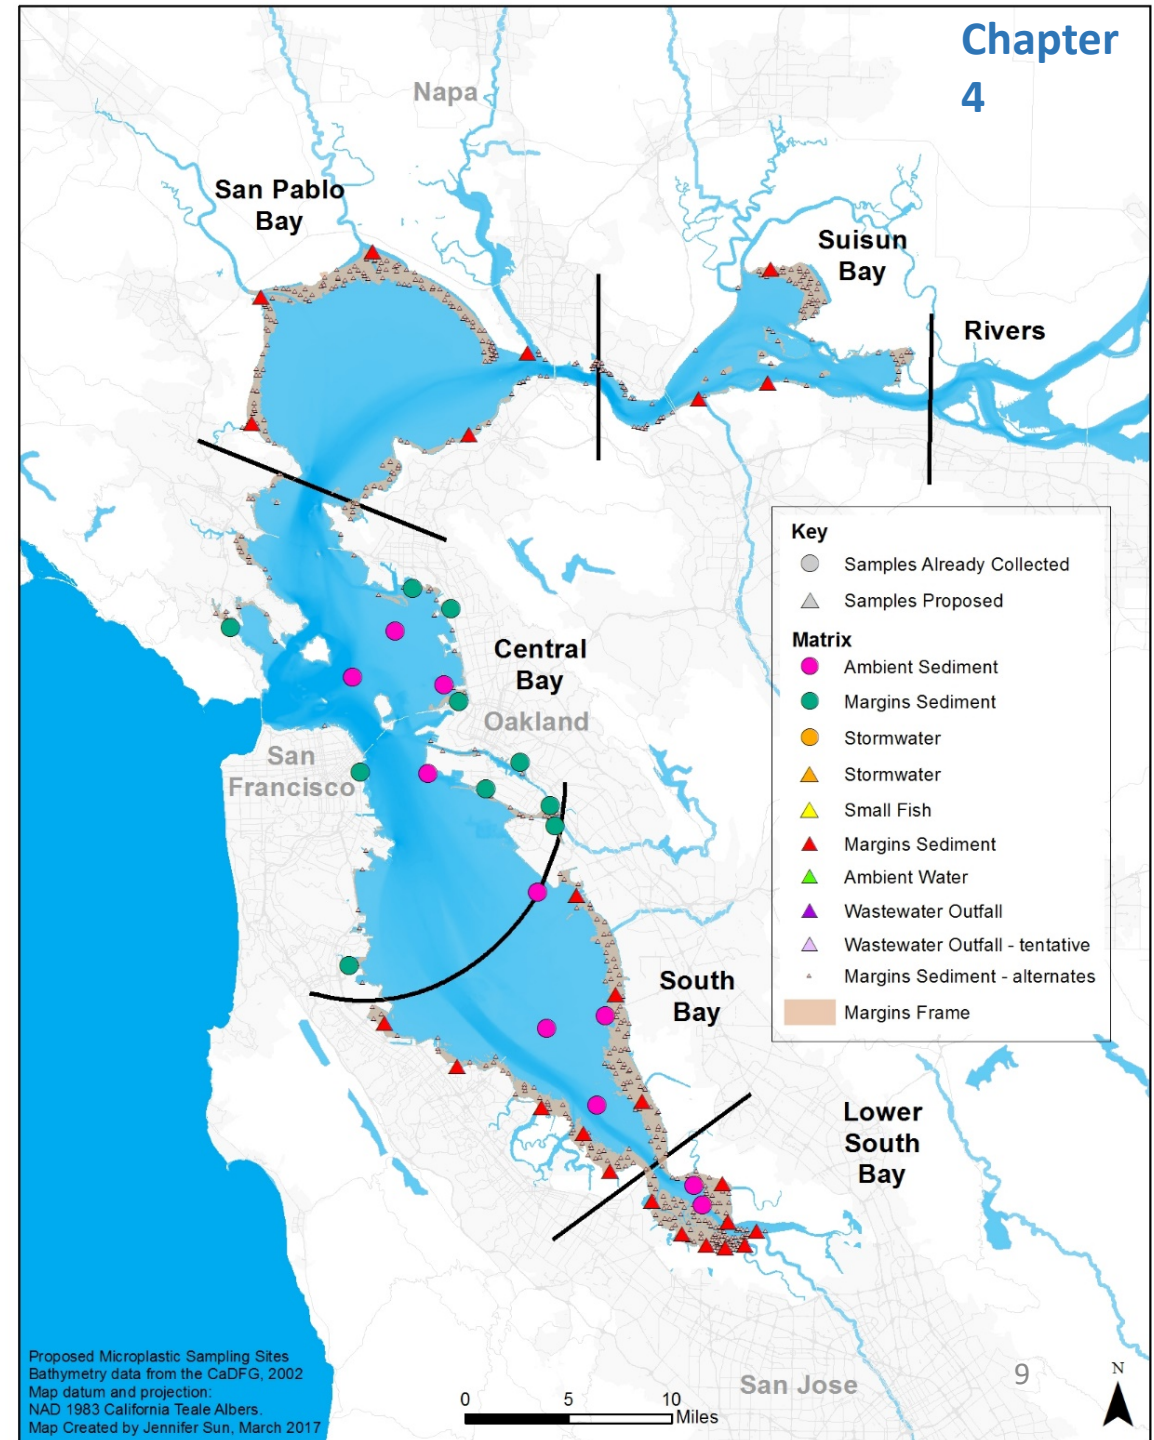 Chapter
4
Napa
San Pablo
Bay
Suisun
Bay
Rivers
Key
Samples Already Collected
Samples Proposed
Matrix
Ambient Sediment
Margins Sediment
Stormwater
Stormwater
Small Fish
Margins Sediment
Ambient Water
Wastewater Outfall
Wastewater Outfall - tentative
Margins Sediment - alternates
Margins Frame
Central
Bay
Oakland
San
Francisco
South
Bay
Lower
South
Bay
San Jose
9
N
0 5 10
Miles
Proposed Microplastic Sampling Sites
Bathymetry data from the CaDFG, 2002
Map datum and projection:
NAD 1983 California Teale Albers.
Map Created by Jennifer Sun, March 2017